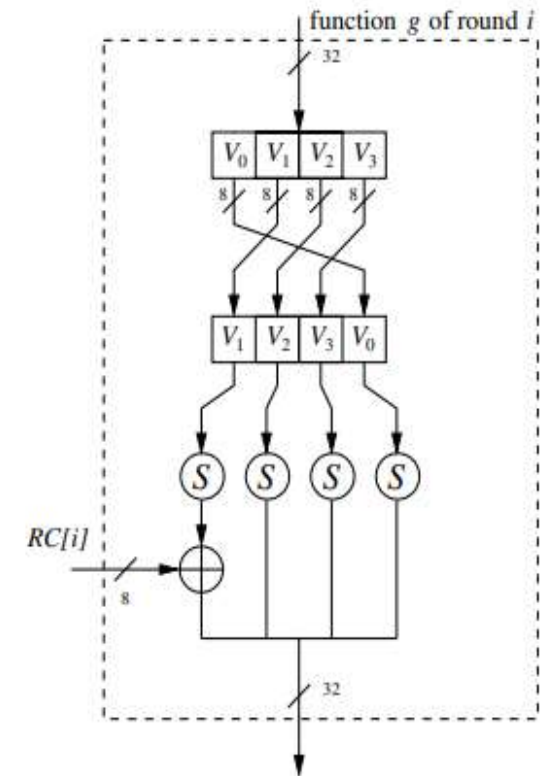 function g of round i
32
V0 V1 V2 V3
8 8 8 8
V1 V2 V3 V0
S S S S
RC[i]
8
32